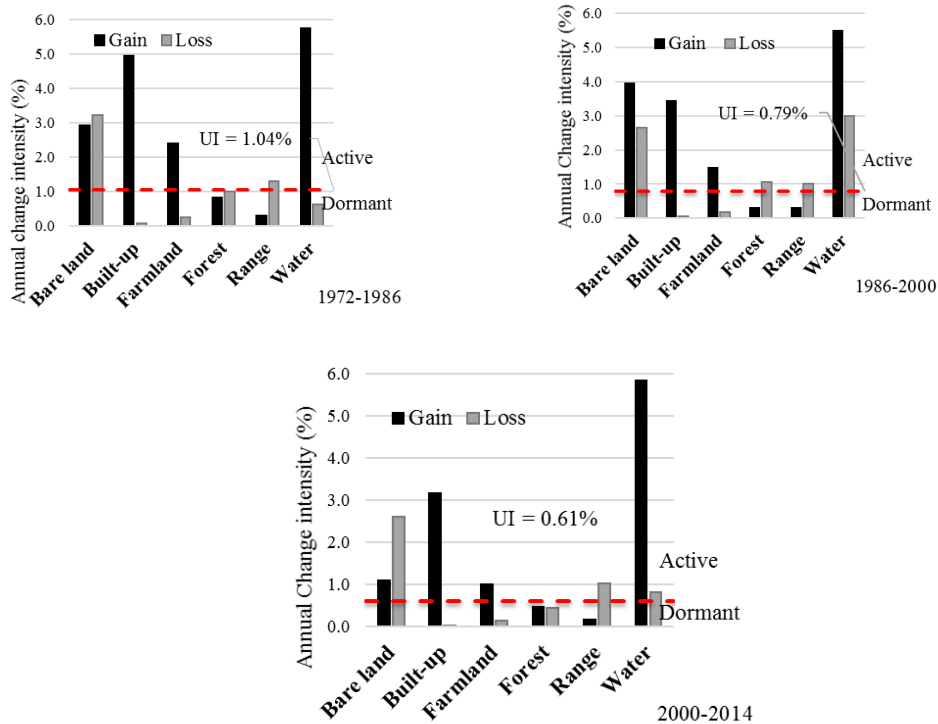 Annual change intensity (%)
6.0
5.0
4.0
3.0
2.0
1.0
0.0
Gain
Loss
UI = 1.04%
Active
Dormant
Bare land
Built-up
Farmland
Forest
Range
Water
1972-1986
Annual Change intensity (%)
6.0
5.0
4.0
3.0
2.0
1.0
0.0
Gain
Loss
UI = 0.79%
Active
Dormant
Bare land
Built-up
Farmland
Forest
Range
Water
1986-2000
Annual Change intensity (%)
6.0
5.0
4.0
3.0
2.0
1.0
0.0
Gain
Loss
UI = 0.61%
Active
Dormant
Bare land
Built-up
Farmland
Forest
Range
Water
2000-2014